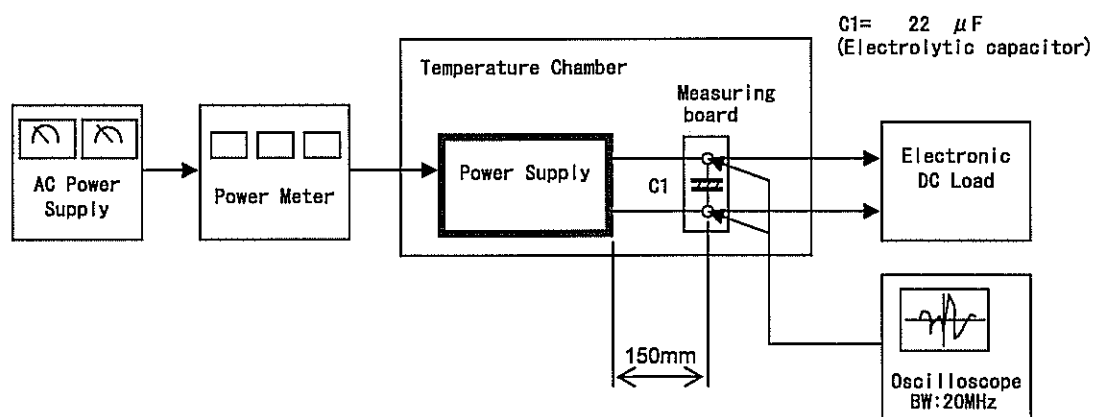 C1= 22 μF
(Electrolytic capacitor)
Temperature Chamber
Measuring
board
AC Power
Supply
Power Meter
Power Supply
C1
Electronic
DC Load
150mm
Oscilloscope
BW:20MHz